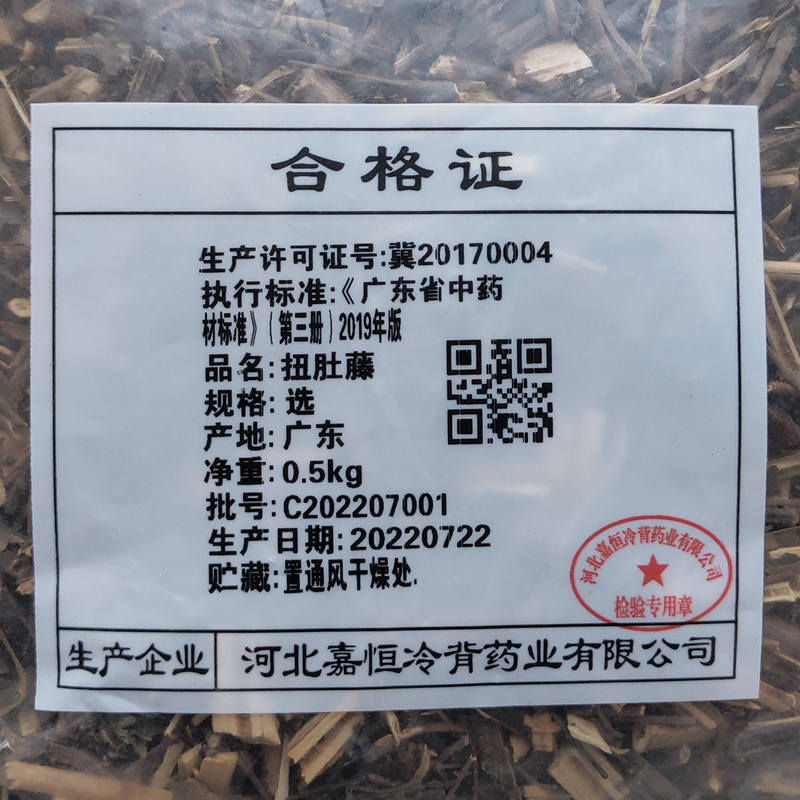 合格证
生产许可证号:冀20170004
执行标准:《广东省中药
材标准》(第三册)2019年版
品名:扭肚藤
规格:选
产地:广东
净重:0.5kg
批号:C202207001
生产日期:20220722
贮藏:置通风干燥处.
河北嘉恒冷背药业有限公司
检验专用章
生产企业 河北嘉恒冷背药业有限公司